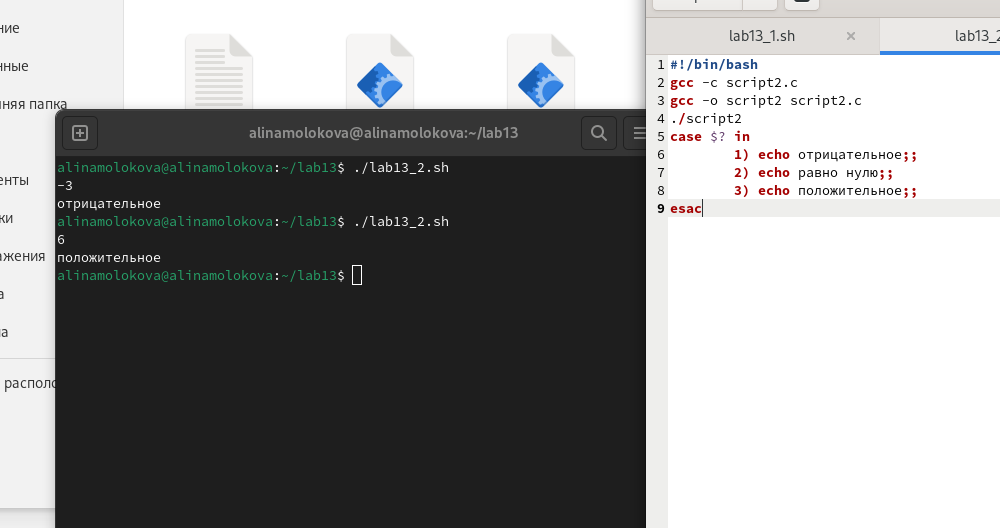 lab13_1.sh
lab13_2
ние
нные
няя папка
енты
ки
ажения
а
на
располо
alinamolokova@alinamolokova:~/lab13
alinamolokova@alinamolokova:~/lab13$ ./lab13_2.sh
-3
отрицательное
alinamolokova@alinamolokova:~/lab13$ ./lab13_2.sh
6
положительное
alinamolokova@alinamolokova:~/lab13$
1 #!/bin/bash
2 gcc -c script2.c
3 gcc -o script2 script2.c
4 ./script2
5 case $? in
6 1) echo отрицательное;;
7 2) echo равно нулю;;
8 3) echo положительное;;
9 esac